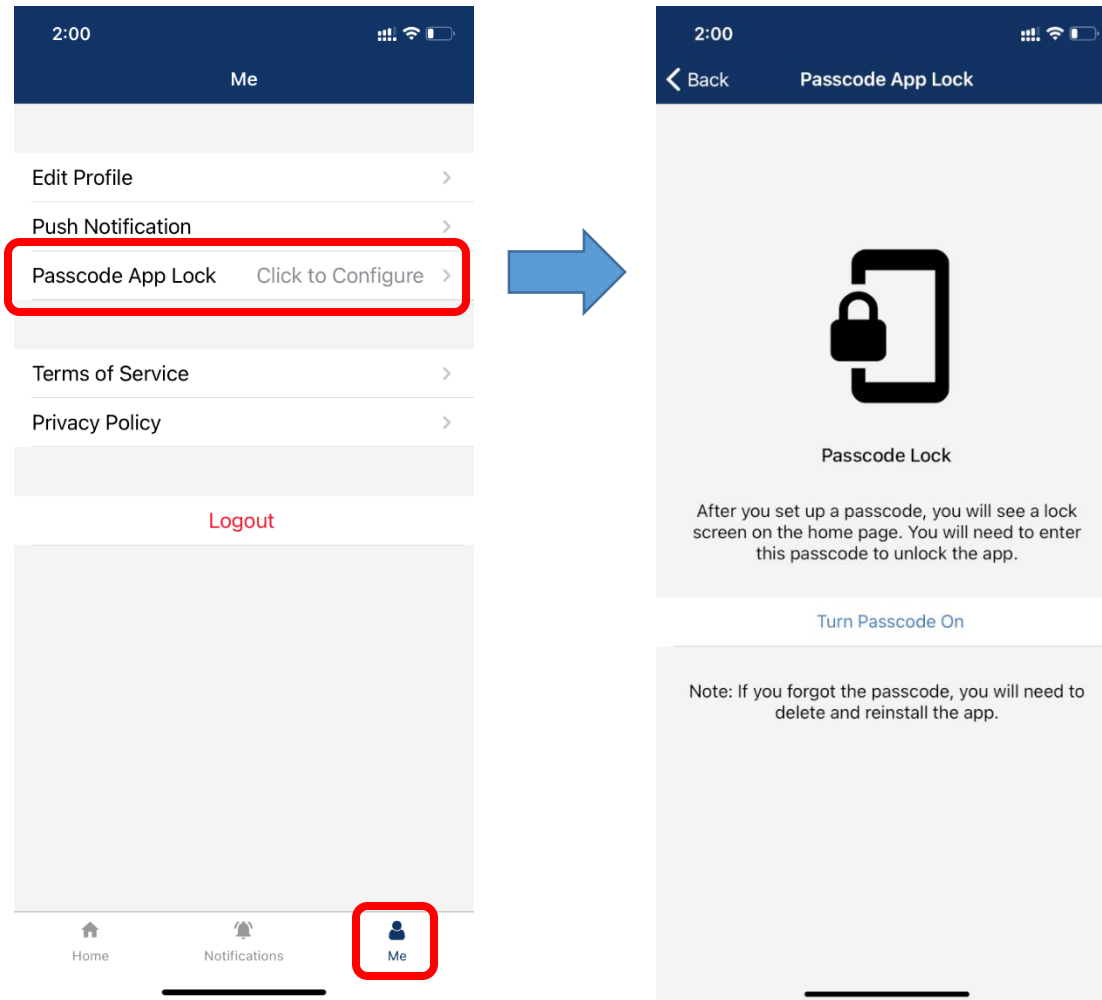 2:00
Me
Edit Profile
Push Notification
Passcode App Lock Click to Configure
Terms of Service
Privacy Policy
Logout
Home Notifications Me
2:00
Back Passcode App Lock
Passcode Lock
After you set up a passcode, you will see a lock
screen on the home page. You will need to enter
this passcode to unlock the app.
Turn Passcode On
Note: If you forgot the passcode, you will need to
delete and reinstall the app.